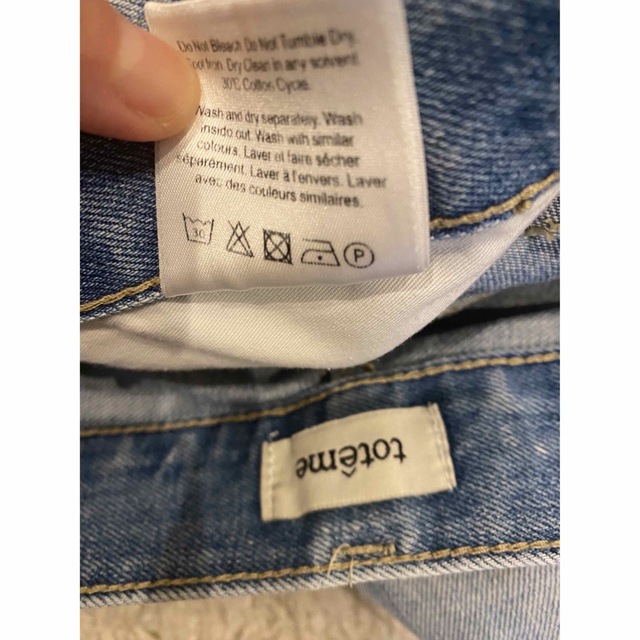 Do Not Bleach. Do Not Tumble Dry.
Cool Iron. Dry Clean in any solvent
30°C Cotton Cycle.
Wash and dry separately. Wash
inside out. Wash with similar
colours. Laver et faire sécher
séparément. Laver à l'envers. Laver
avec des couleurs similaires.
30
P
totême